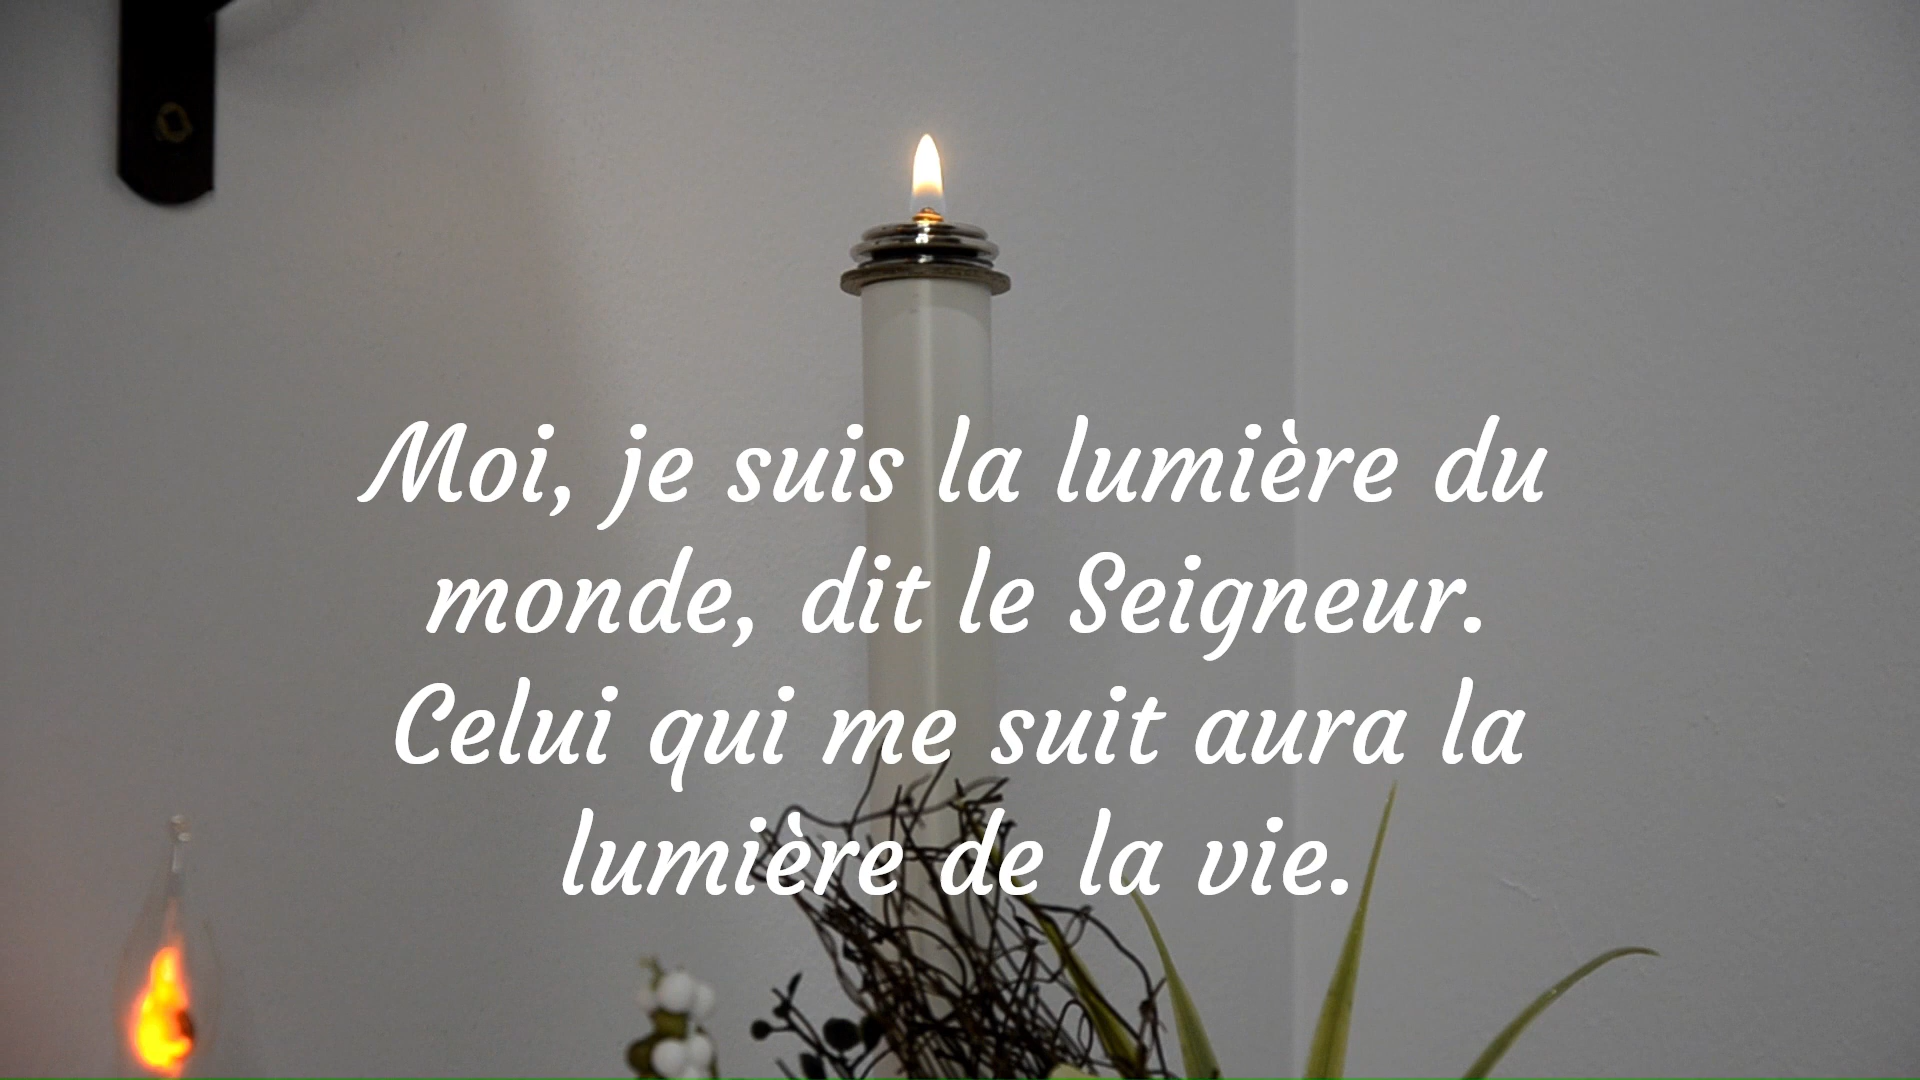 Moi, je suis la lumière du
monde, dit le Seigneur.
Celui qui me suit aura la
lumière de la vie.